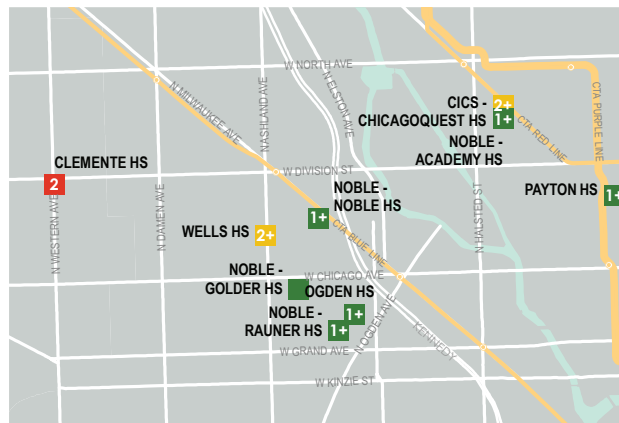 W NORTH AVE
N ELSTON AVE
N MILWAUKEE AVE
NASHLAND AVE
CICS -
CHICAGOQUEST HS
2+
1+
NOBLE -
ACADEMY HS
CTA RED LINE
CTA PURPLE LINE
CLEMENTE HS
2
W DIVISION ST
NOBLE -
NOBLE HS
1+
PAYTON HS
1+
N WESTERN AVE
N DAMEN AVE
N HALSTED ST
WELLS HS
2+
CTA BLUE LINE
NOBLE -
GOLDER HS
W CHICAGO AVE
OGDEN HS
1+
NOBLE -
RAUNER HS
1+
N OGDEN AVE
KENNEDY
W GRAND AVE
W KINZIE ST